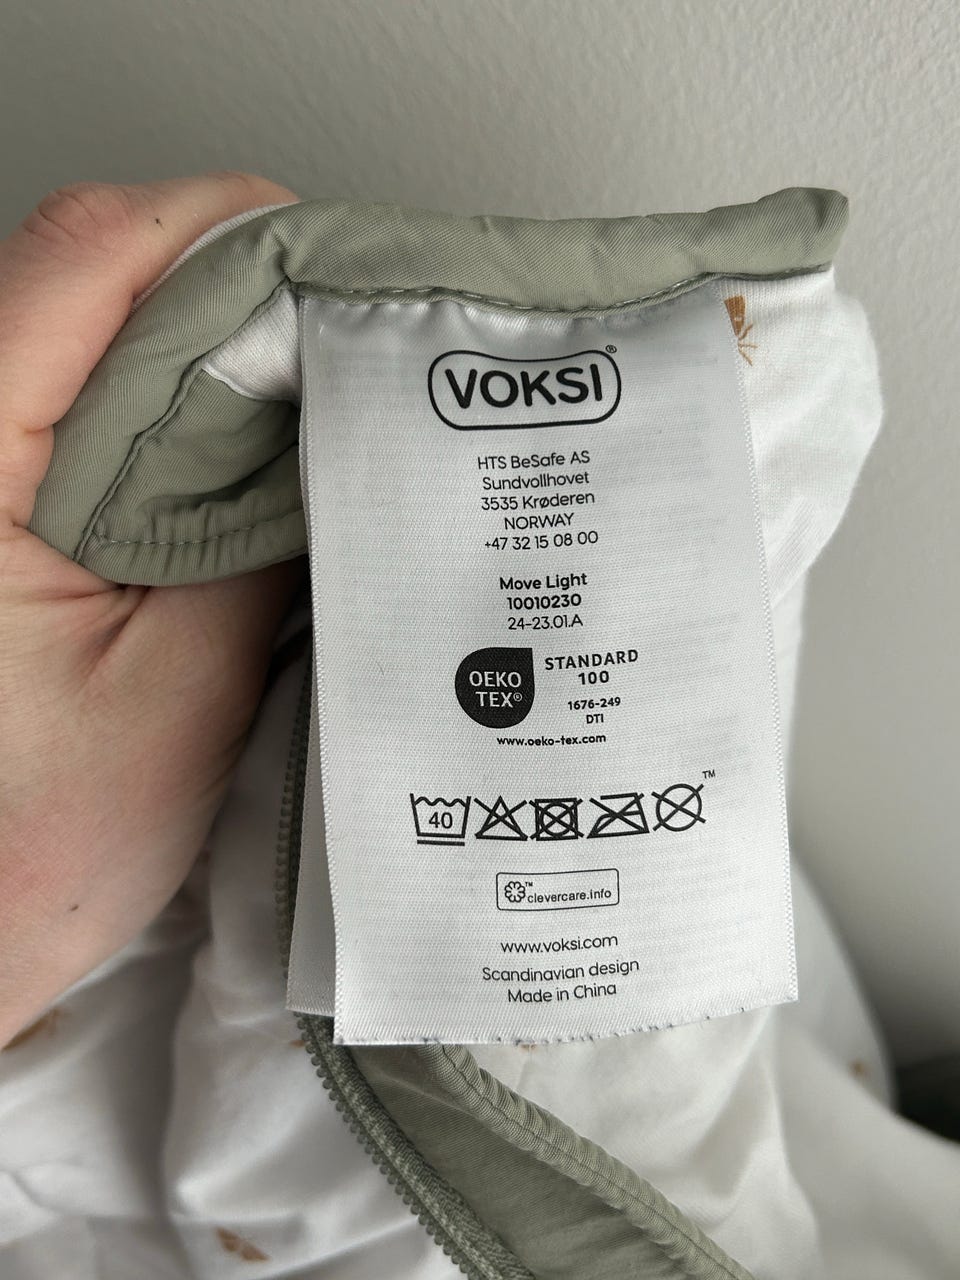 VOKSI®
HTS BeSafe AS
Sundvollhovet
3535 Krøderen
NORWAY
+47 32 15 08 00
Move Light
10010230
24-23.01.A
OEKO
TEX®
STANDARD
100
1676-249
DTI
www.oeko-tex.com
40
TM
TM
clevercare.info
www.voksi.com
Scandinavian design
Made in China